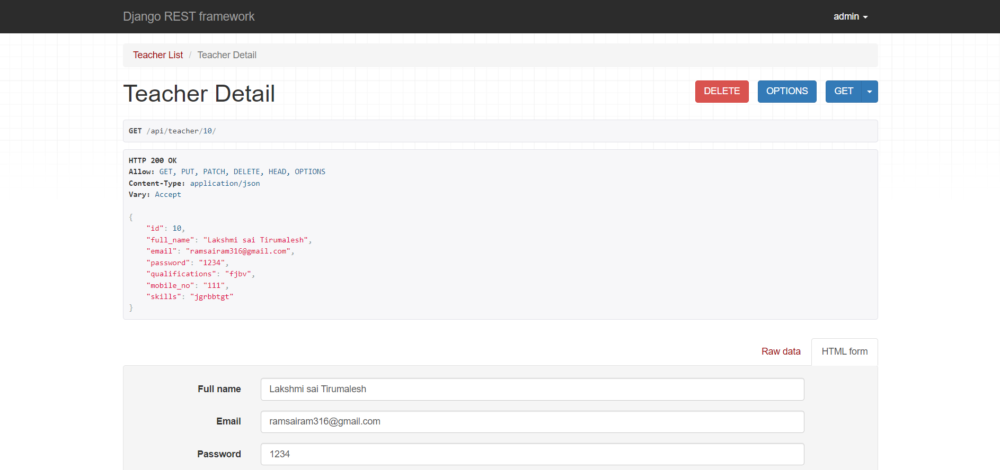 Django REST framework
admin
Teacher List / Teacher Detail
Teacher Detail
DELETE
OPTIONS
GET
GET /api/teacher/10/
HTTP 200 OK
Allow: GET, PUT, PATCH, DELETE, HEAD, OPTIONS
Content-Type: application/json
Vary: Accept
{
"id": 10,
"full_name": "Lakshmi sai Tirumalesh",
"email": "ramsairam316@gmail.com",
"password": "1234",
"qualifications": "fjbv",
"mobile_no": "111",
"skills": "jgrbbtgt"
}
Raw data
HTML form
Full name
Lakshmi sai Tirumalesh
Email
ramsairam316@gmail.com
Password
1234